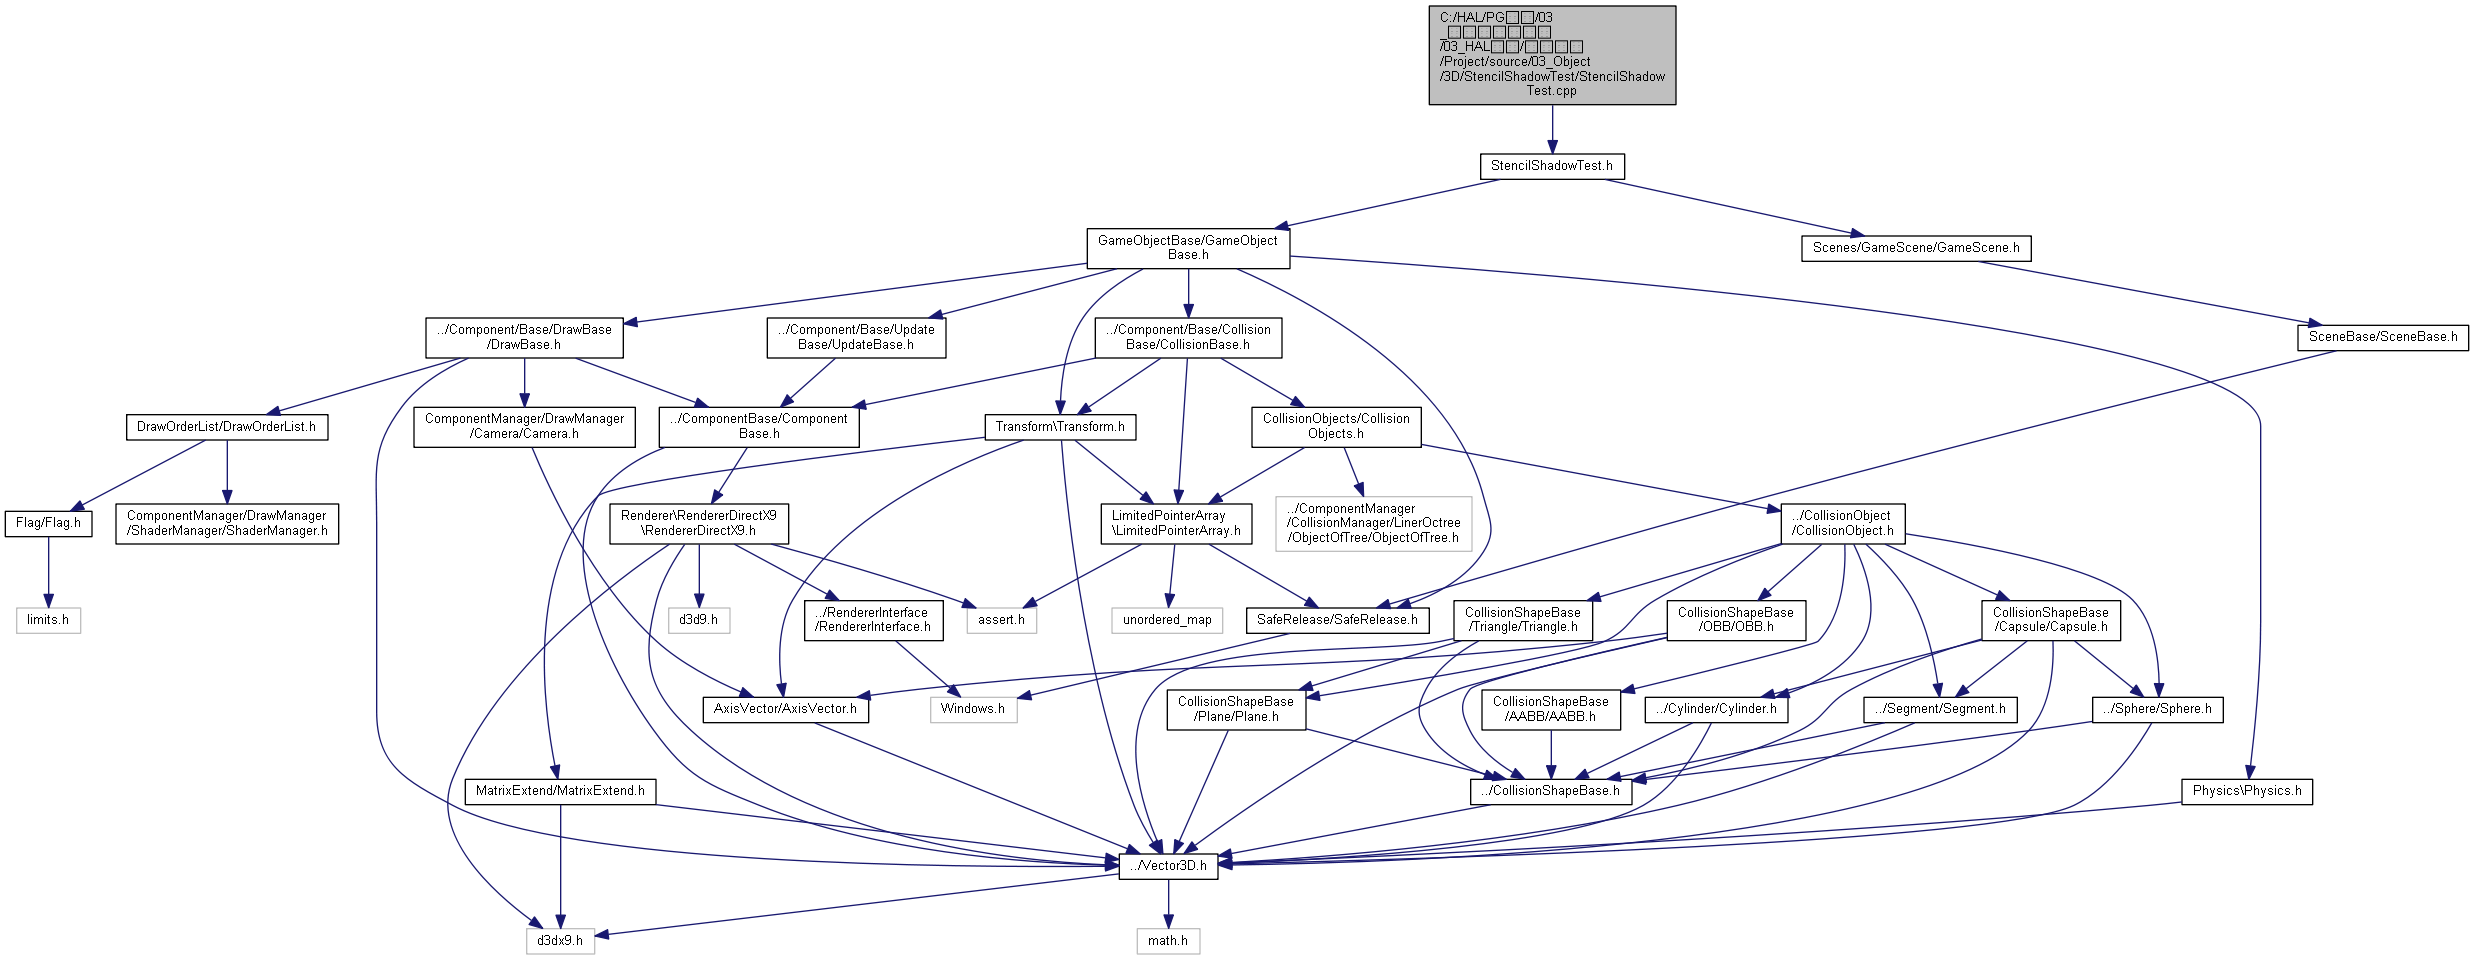 C:/HAL/PG□□/03
_□□□□□□□
/03_HAL□□/□□□□
/Project/source/03_Object
/3D/StencilShadowTest/StencilShadow
Test.cpp
StencilShadowTest.h
GameObjectBase/GameObject
Base.h
Scenes/GameScene/GameScene.h
../Component/Base/DrawBase
/DrawBase.h
../Component/Base/Update
Base/UpdateBase.h
../Component/Base/Collision
Base/CollisionBase.h
SceneBase/SceneBase.h
DrawOrderList/DrawOrderList.h
ComponentManager/DrawManager
/Camera/Camera.h
../ComponentBase/Component
Base.h
Transform\Transform.h
CollisionObjects/Collision
Objects.h
Flag/Flag.h
ComponentManager/DrawManager
/ShaderManager/ShaderManager.h
Renderer\RendererDirectX9
\RendererDirectX9.h
LimitedPointerArray
\LimitedPointerArray.h
../ComponentManager
/CollisionManager/LinerOctree
/ObjectOfTree/ObjectOfTree.h
../CollisionObject
/CollisionObject.h
limits.h
d3d9.h
../RendererInterface
/RendererInterface.h
assert.h
unordered_map
SafeRelease/SafeRelease.h
CollisionShapeBase
/Triangle/Triangle.h
CollisionShapeBase
/OBB/OBB.h
CollisionShapeBase
/Capsule/Capsule.h
AxisVector/AxisVector.h
Windows.h
CollisionShapeBase
/Plane/Plane.h
CollisionShapeBase
/AABB/AABB.h
../Cylinder/Cylinder.h
../Segment/Segment.h
../Sphere/Sphere.h
MatrixExtend/MatrixExtend.h
../CollisionShapeBase.h
Physics\Physics.h
../Vector3D.h
d3dx9.h
math.h